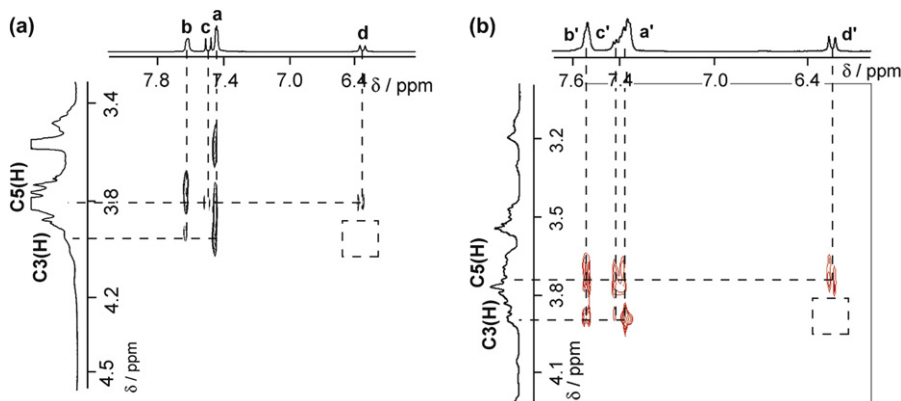 (a)
b c a d
7.8 7.4 7.0 6.4 δ / ppm
3.4
3.8
4.2
4.5
δ / ppm
C5(H)
C3(H)
(b)
b' c' a' d'
7.6 7.4 7.0 6.4
δ / ppm
3.2
3.5
3.8
4.1
δ / ppm
C5(H)
C3(H)